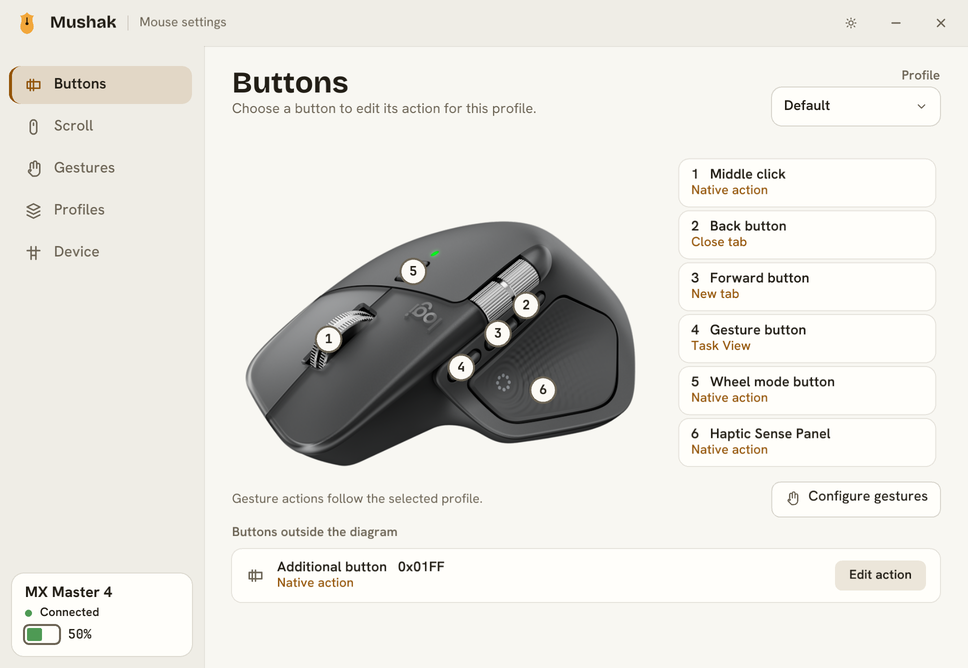 Mushak
Mouse settings
Buttons
Scroll
Gestures
Profiles
Device
MX Master 4
Connected
50%
Buttons
Choose a button to edit its action for this profile.
Profile
Default
5
1
2
3
4
6
logi
1 Middle click
Native action
2 Back button
Close tab
3 Forward button
New tab
4 Gesture button
Task View
5 Wheel mode button
Native action
6 Haptic Sense Panel
Native action
Gesture actions follow the selected profile.
Configure gestures
Buttons outside the diagram
Additional button 0x01FF
Native action
Edit action